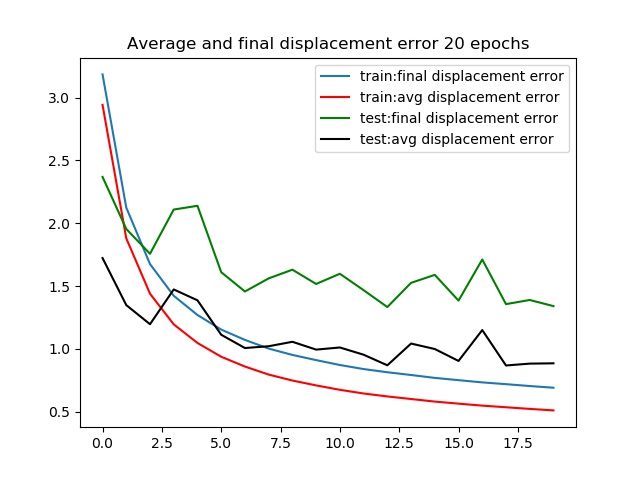 Average and final displacement error 20 epochs
train:final displacement error
train:avg displacement error
test:final displacement error
test:avg displacement error
3.0
2.5
2.0
1.5
1.0
0.5
0.0 2.5 5.0 7.5 10.0 12.5 15.0 17.5